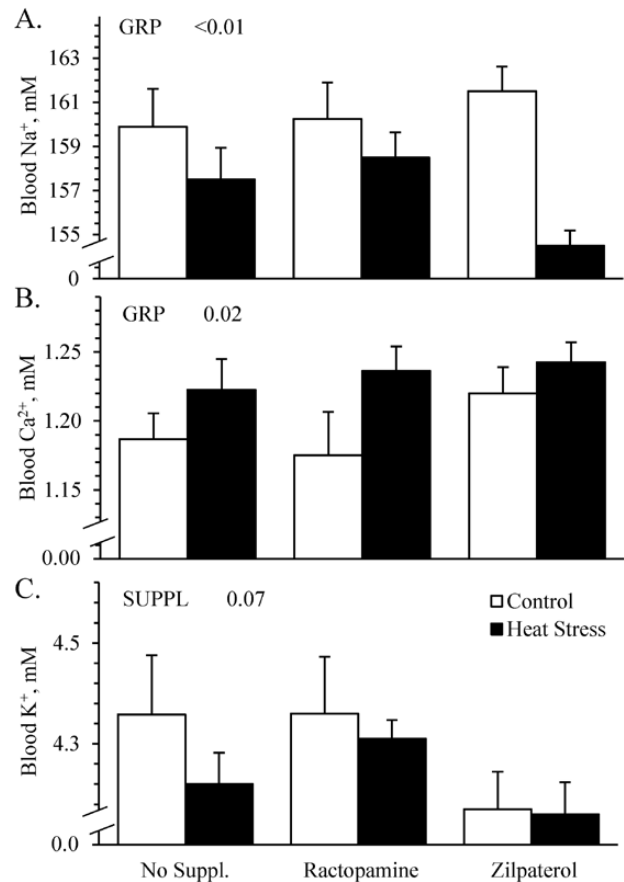 A.
GRP <0.01
Blood Na⁺, mM
163
161
159
157
155
0
B.
GRP 0.02
Blood Ca²⁺, mM
1.25
1.20
1.15
0.00
C.
SUPPL 0.07
Control
Heat Stress
Blood K⁺, mM
4.5
4.3
0.0
No Suppl. Ractopamine Zilpaterol